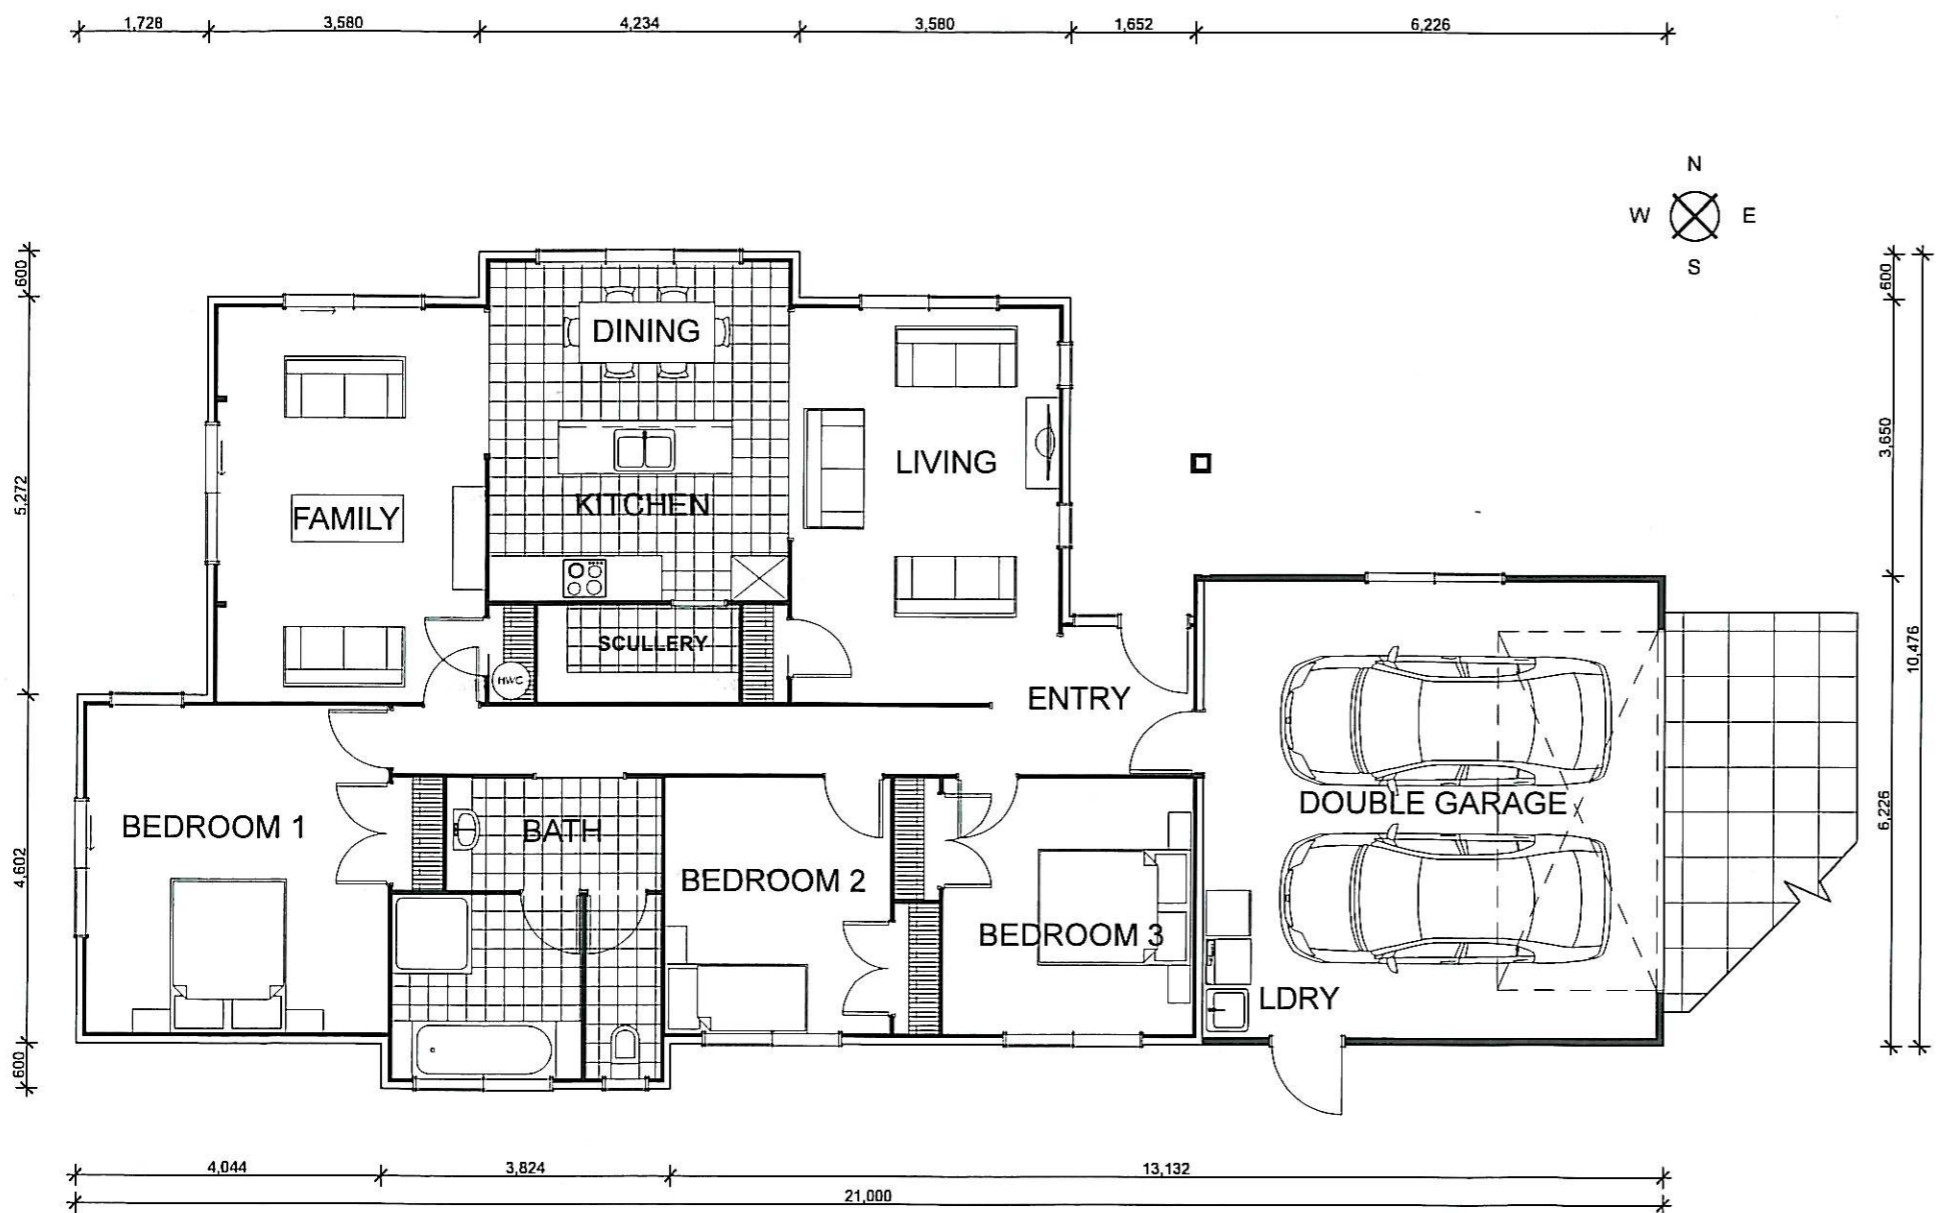 1,728 3,580 4,234 3,580 1,652 6,226
N
W E
S
600
600
DINING
3,650
LIVING
KITCHEN
5,272
FAMILY
10,476
SCULLERY
HWC
ENTRY
DOUBLE GARAGE
6,226
BEDROOM 1
BATH
4,602
BEDROOM 2
BEDROOM 3
LDRY
600
4,044 3,824 13,132
21,000